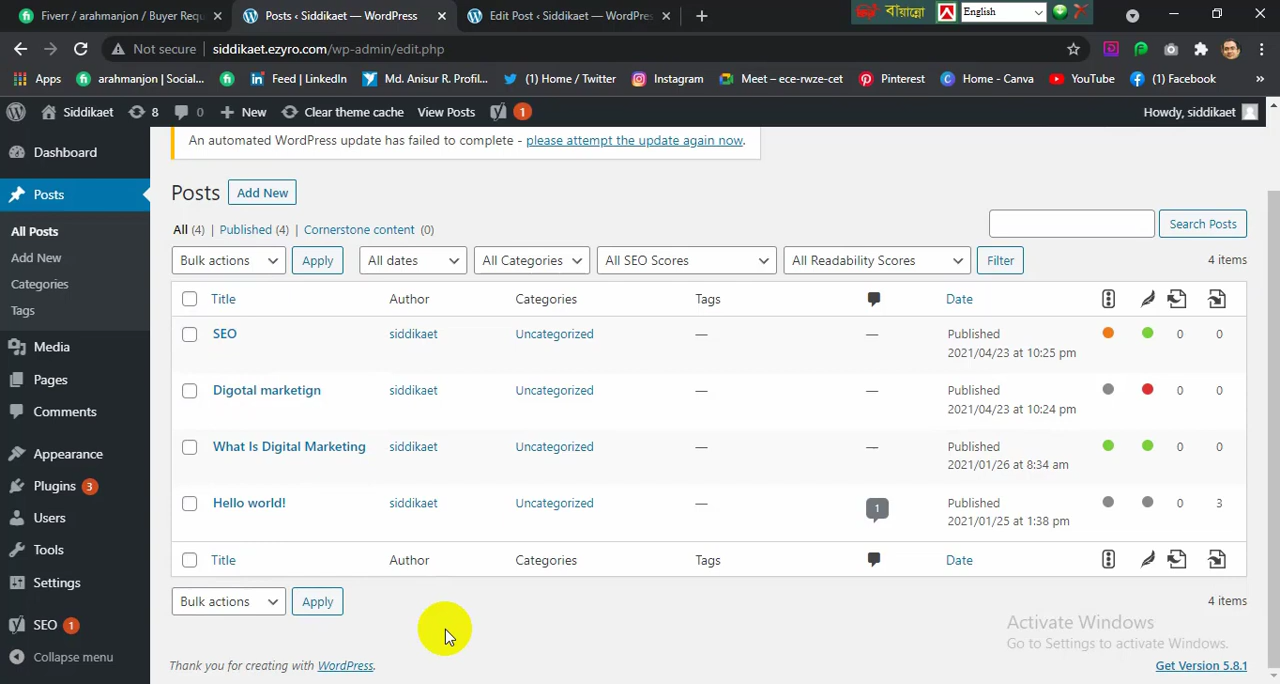 Fiverr / arahmanjon / Buyer Requ
Posts ‹ Siddikaet — WordPress
Edit Post ‹ Siddikaet — WordPres
বায়ান্নো
English
Not secure
siddikaet.ezyro.com/wp-admin/edit.php
Apps
arahmanjon | Social...
Feed | LinkedIn
Md. Anisur R. Profil...
(1) Home / Twitter
Instagram
Meet – ece-rwze-cet
Pinterest
Home - Canva
YouTube
(1) Facebook
»
Siddikaet
8
0
New
Clear theme cache
View Posts
1
Howdy, siddikaet
An automated WordPress update has failed to complete - please attempt the update again now.
Dashboard
Posts
All Posts
Add New
Categories
Tags
Media
Pages
Comments
Appearance
Plugins 3
Users
Tools
Settings
SEO 1
Collapse menu
Posts Add New
All (4) | Published (4) | Cornerstone content (0)
Search Posts
Bulk actions Apply All dates All Categories All SEO Scores All Readability Scores Filter 4 items
Title Author Categories Tags Date
SEO siddikaet Uncategorized — — Published 0 0
2021/04/23 at 10:25 pm
Digotal marketign siddikaet Uncategorized — — Published 0 0
2021/04/23 at 10:24 pm
What Is Digital Marketing siddikaet Uncategorized — — Published 0 0
2021/01/26 at 8:34 am
Hello world! siddikaet Uncategorized — 1 Published 0 3
2021/01/25 at 1:38 pm
Title Author Categories Tags Date
Bulk actions Apply 4 items
Activate Windows
Go to Settings to activate Windows.
Thank you for creating with WordPress.
Get Version 5.8.1